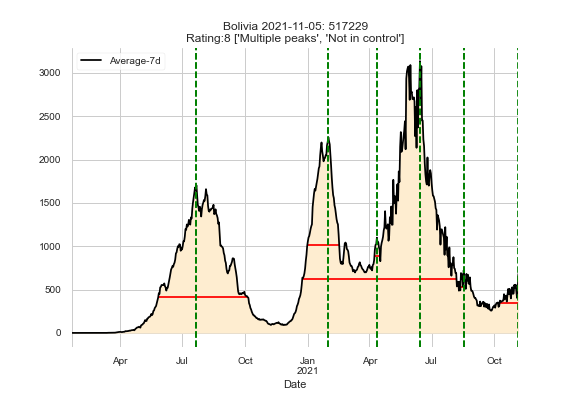 Bolivia 2021-11-05: 517229
Rating:8 ['Multiple peaks', 'Not in control']
Average-7d
3000
2500
2000
1500
1000
500
0
Apr Jul Oct Jan Apr Jul Oct
2021
Date